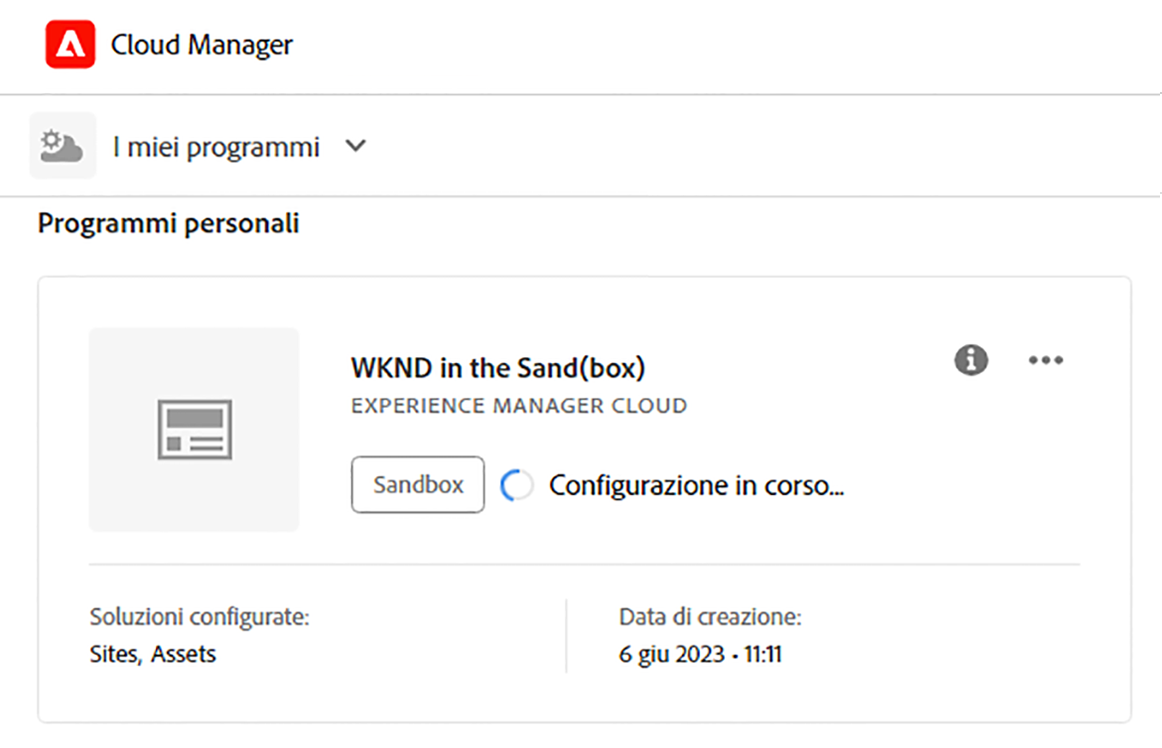 Cloud Manager
I miei programmi
Programmi personali
WKND in the Sand(box)
EXPERIENCE MANAGER CLOUD
Sandbox Configurazione in corso...
Soluzioni configurate:
Sites, Assets
Data di creazione:
6 giu 2023 • 11:11